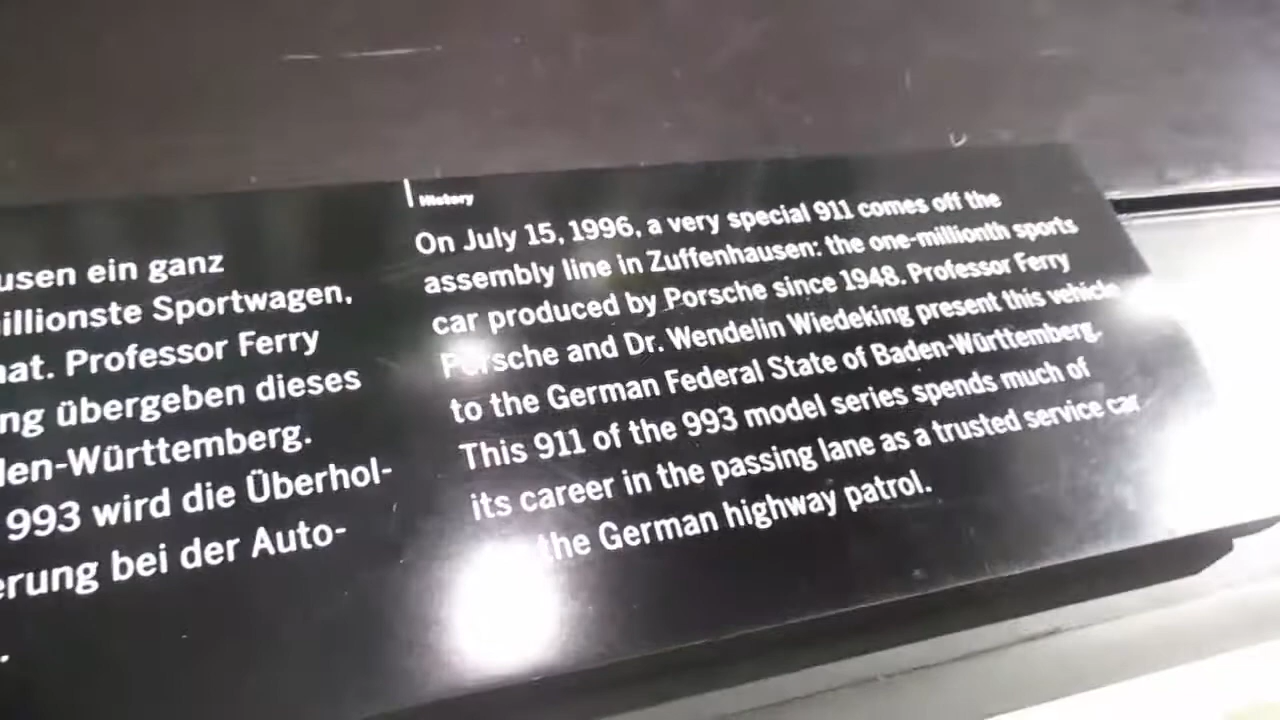 usen ein ganz
illionste Sportwagen,
hat. Professor Ferry
ng übergeben dieses
den-Württemberg.
993 wird die Überhol-
erung bei der Auto-
.
History
On July 15, 1996, a very special 911 comes off the
assembly line in Zuffenhausen: the one-millionth sports
car produced by Porsche since 1948. Professor Ferry
Porsche and Dr. Wendelin Wiedeking present this vehicle
to the German Federal State of Baden-Württemberg.
This 911 of the 993 model series spends much of
its career in the passing lane as a trusted service car
the German highway patrol.